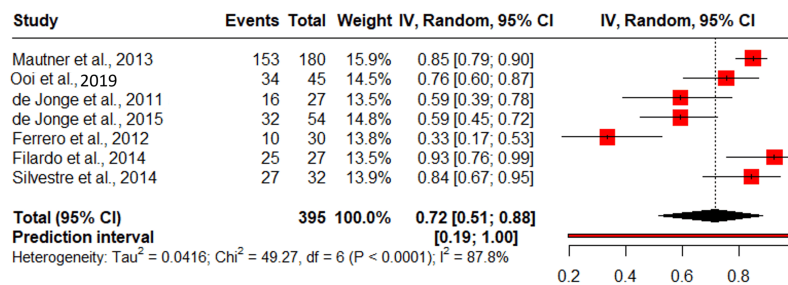 Study Events Total Weight IV, Random, 95% CI IV, Random, 95% CI
Mautner et al., 2013 153 180 15.9% 0.85 [0.79; 0.90]
Ooi et al., 2019 34 45 14.5% 0.76 [0.60; 0.87]
de Jonge et al., 2011 16 27 13.5% 0.59 [0.39; 0.78]
de Jonge et al., 2015 32 54 14.8% 0.59 [0.45; 0.72]
Ferrero et al., 2012 10 30 13.8% 0.33 [0.17; 0.53]
Filardo et al., 2014 25 27 13.5% 0.93 [0.76; 0.99]
Silvestre et al., 2014 27 32 13.9% 0.84 [0.67; 0.95]
Total (95% CI) 395 100.0% 0.72 [0.51; 0.88]
Prediction interval [0.19; 1.00]
Heterogeneity: Tau² = 0.0416; Chi² = 49.27, df = 6 (P < 0.0001); I² = 87.8%
0.2 0.4 0.6 0.8